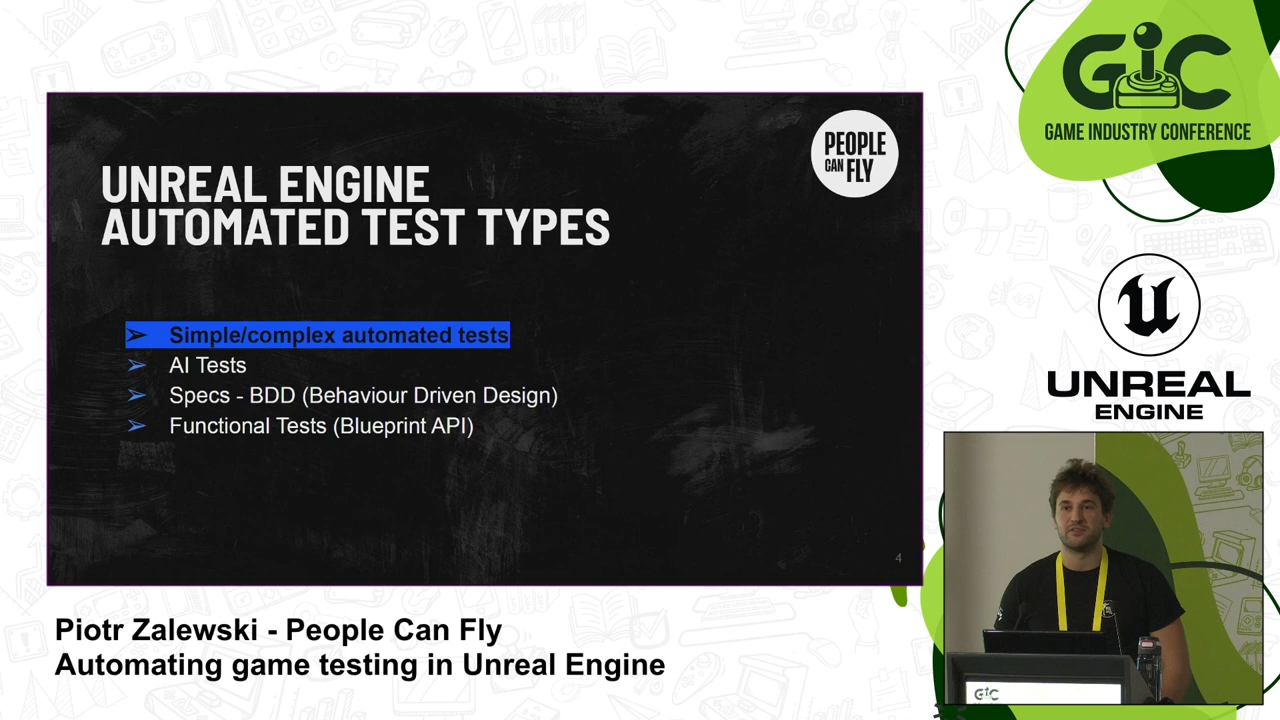 UNREAL ENGINE
AUTOMATED TEST TYPES
PEOPLE
CAN FLY
➢ Simple/complex automated tests
➢ AI Tests
➢ Specs - BDD (Behaviour Driven Design)
➢ Functional Tests (Blueprint API)
4
Piotr Zalewski - People Can Fly
Automating game testing in Unreal Engine
GIC
GAME INDUSTRY CONFERENCE
UNREAL
ENGINE
GIC